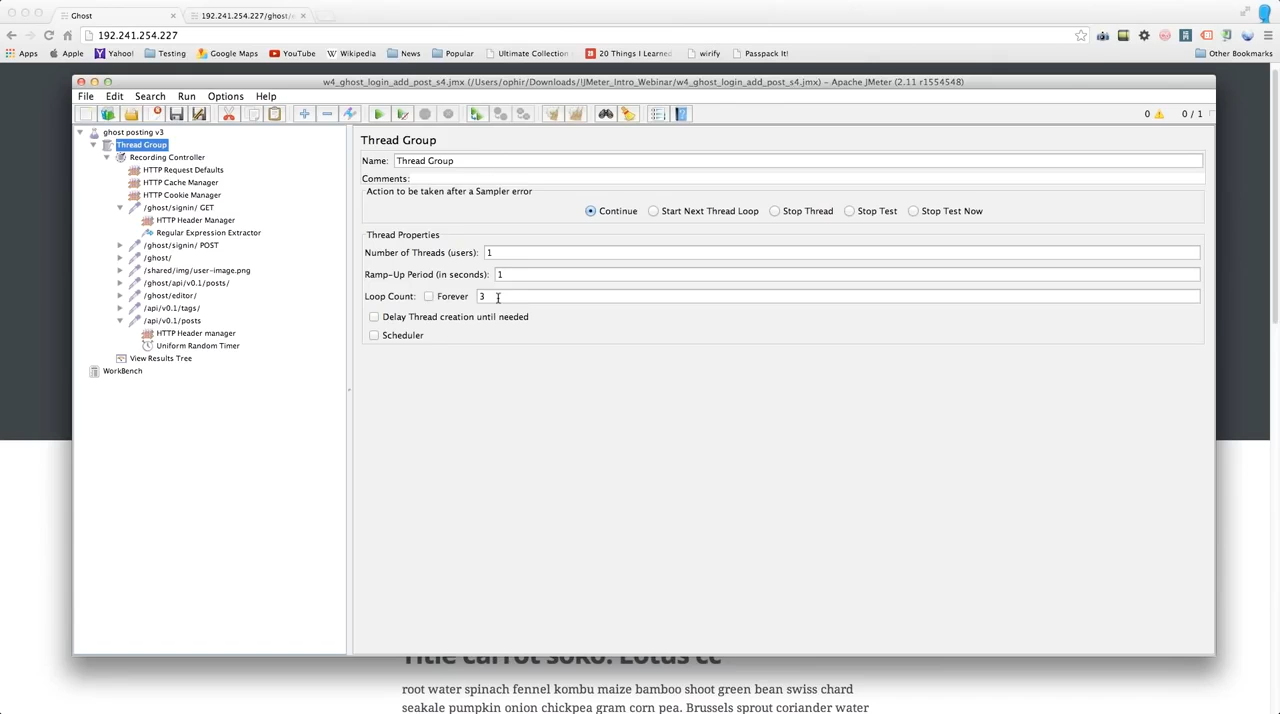 Ghost
192.241.254.227/ghost/e
192.241.254.227
Apps Apple Yahoo! Testing Google Maps YouTube Wikipedia News Popular Ultimate Collection 20 Things I Learned wirify Passpack It! Other Bookmarks
w4_ghost_login_add_post_s4.jmx (/Users/ophir/Downloads/JMeter_Intro_Webinar/w4_ghost_login_add_post_s4.jmx) - Apache JMeter (2.11 r1554548)
File Edit Search Run Options Help
0 0 / 1
ghost posting v3
Thread Group
Recording Controller
HTTP Request Defaults
HTTP Cache Manager
HTTP Cookie Manager
/ghost/signin/ GET
HTTP Header Manager
Regular Expression Extractor
/ghost/signin/ POST
/ghost/
/shared/img/user-image.png
/ghost/api/v0.1/posts/
/ghost/editor/
/api/v0.1/tags/
/api/v0.1/posts
HTTP Header manager
Uniform Random Timer
View Results Tree
WorkBench
Thread Group
Name: Thread Group
Comments:
Action to be taken after a Sampler error
Continue Start Next Thread Loop Stop Thread Stop Test Stop Test Now
Thread Properties
Number of Threads (users): 1
Ramp-Up Period (in seconds): 1
Loop Count: Forever 3
Delay Thread creation until needed
Scheduler
Title carrot soko. Lotus cc
root water spinach fennel kombu maize bamboo shoot green bean swiss chard
seakale pumpkin onion chickpea gram corn pea. Brussels sprout coriander water